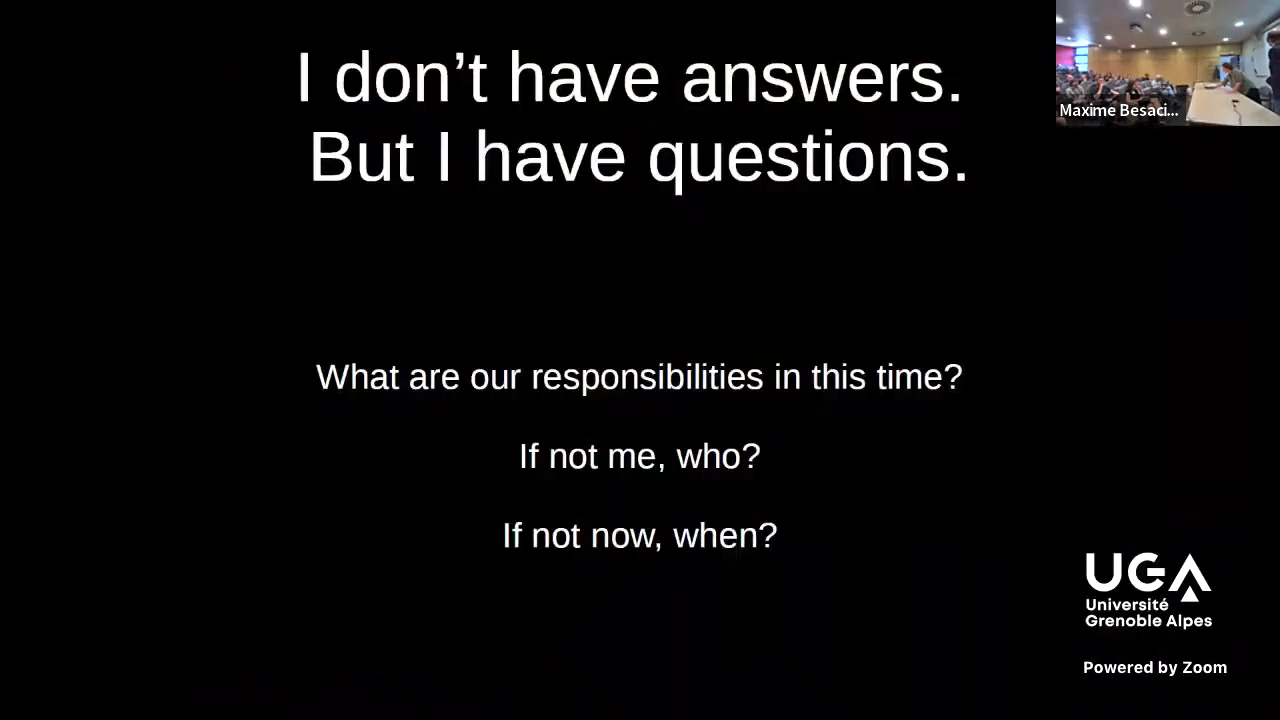 I don’t have answers.
But I have questions.
Maxime Besaci...
What are our responsibilities in this time?
If not me, who?
If not now, when?
UGA
Université
Grenoble Alpes
Powered by Zoom